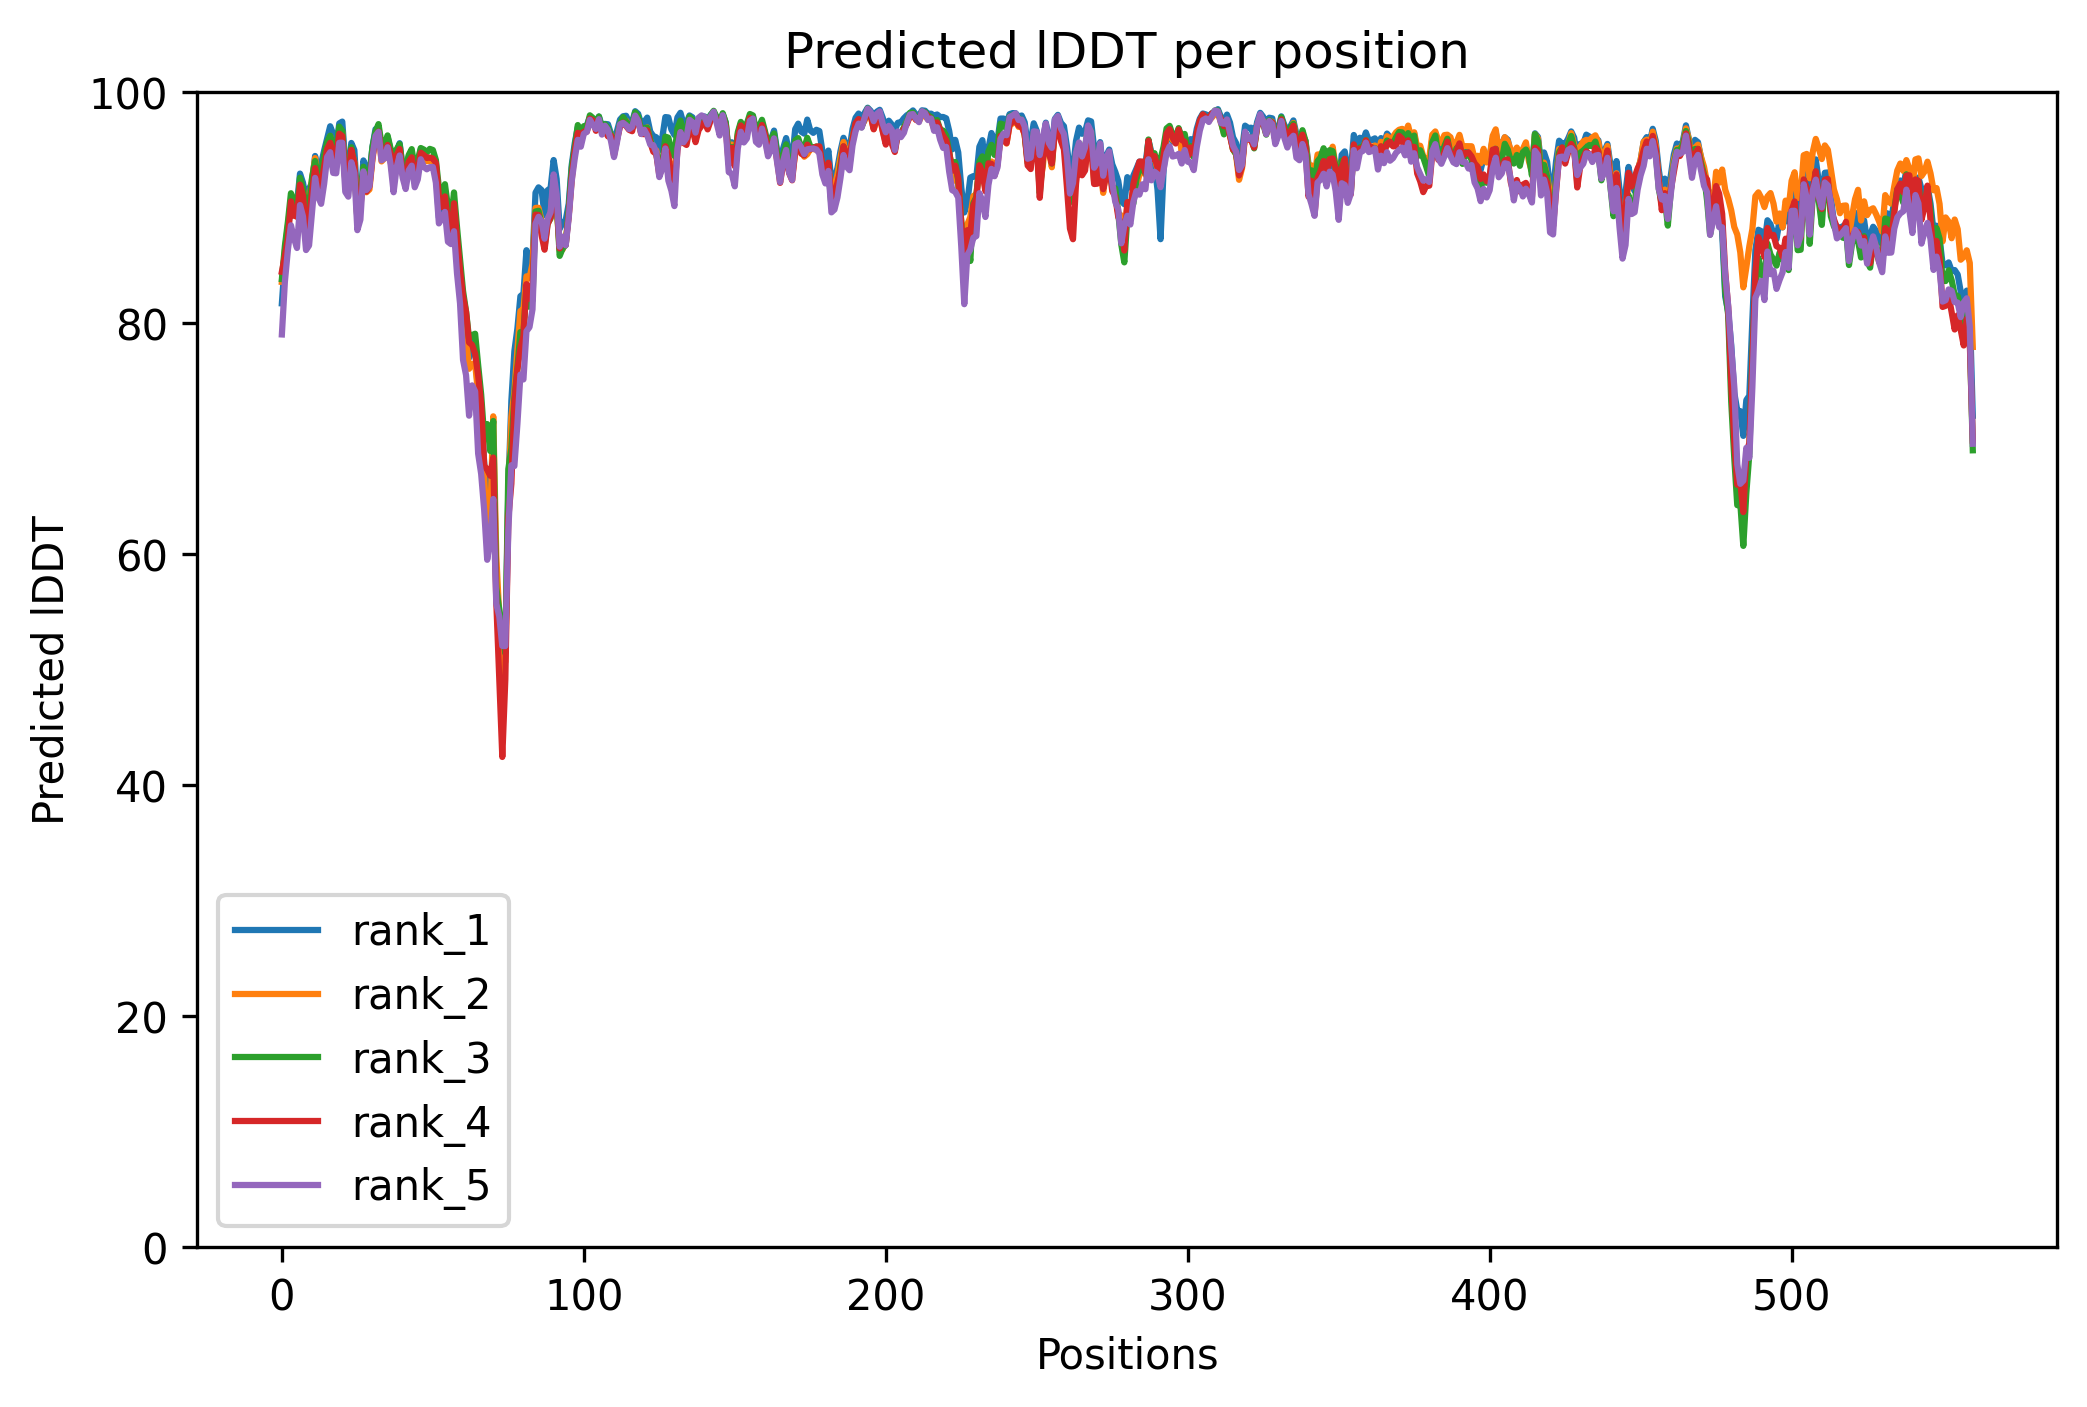 Predicted lDDT per position
100
80
60
40
20
0
Predicted lDDT
rank_1
rank_2
rank_3
rank_4
rank_5
0 100 200 300 400 500
Positions